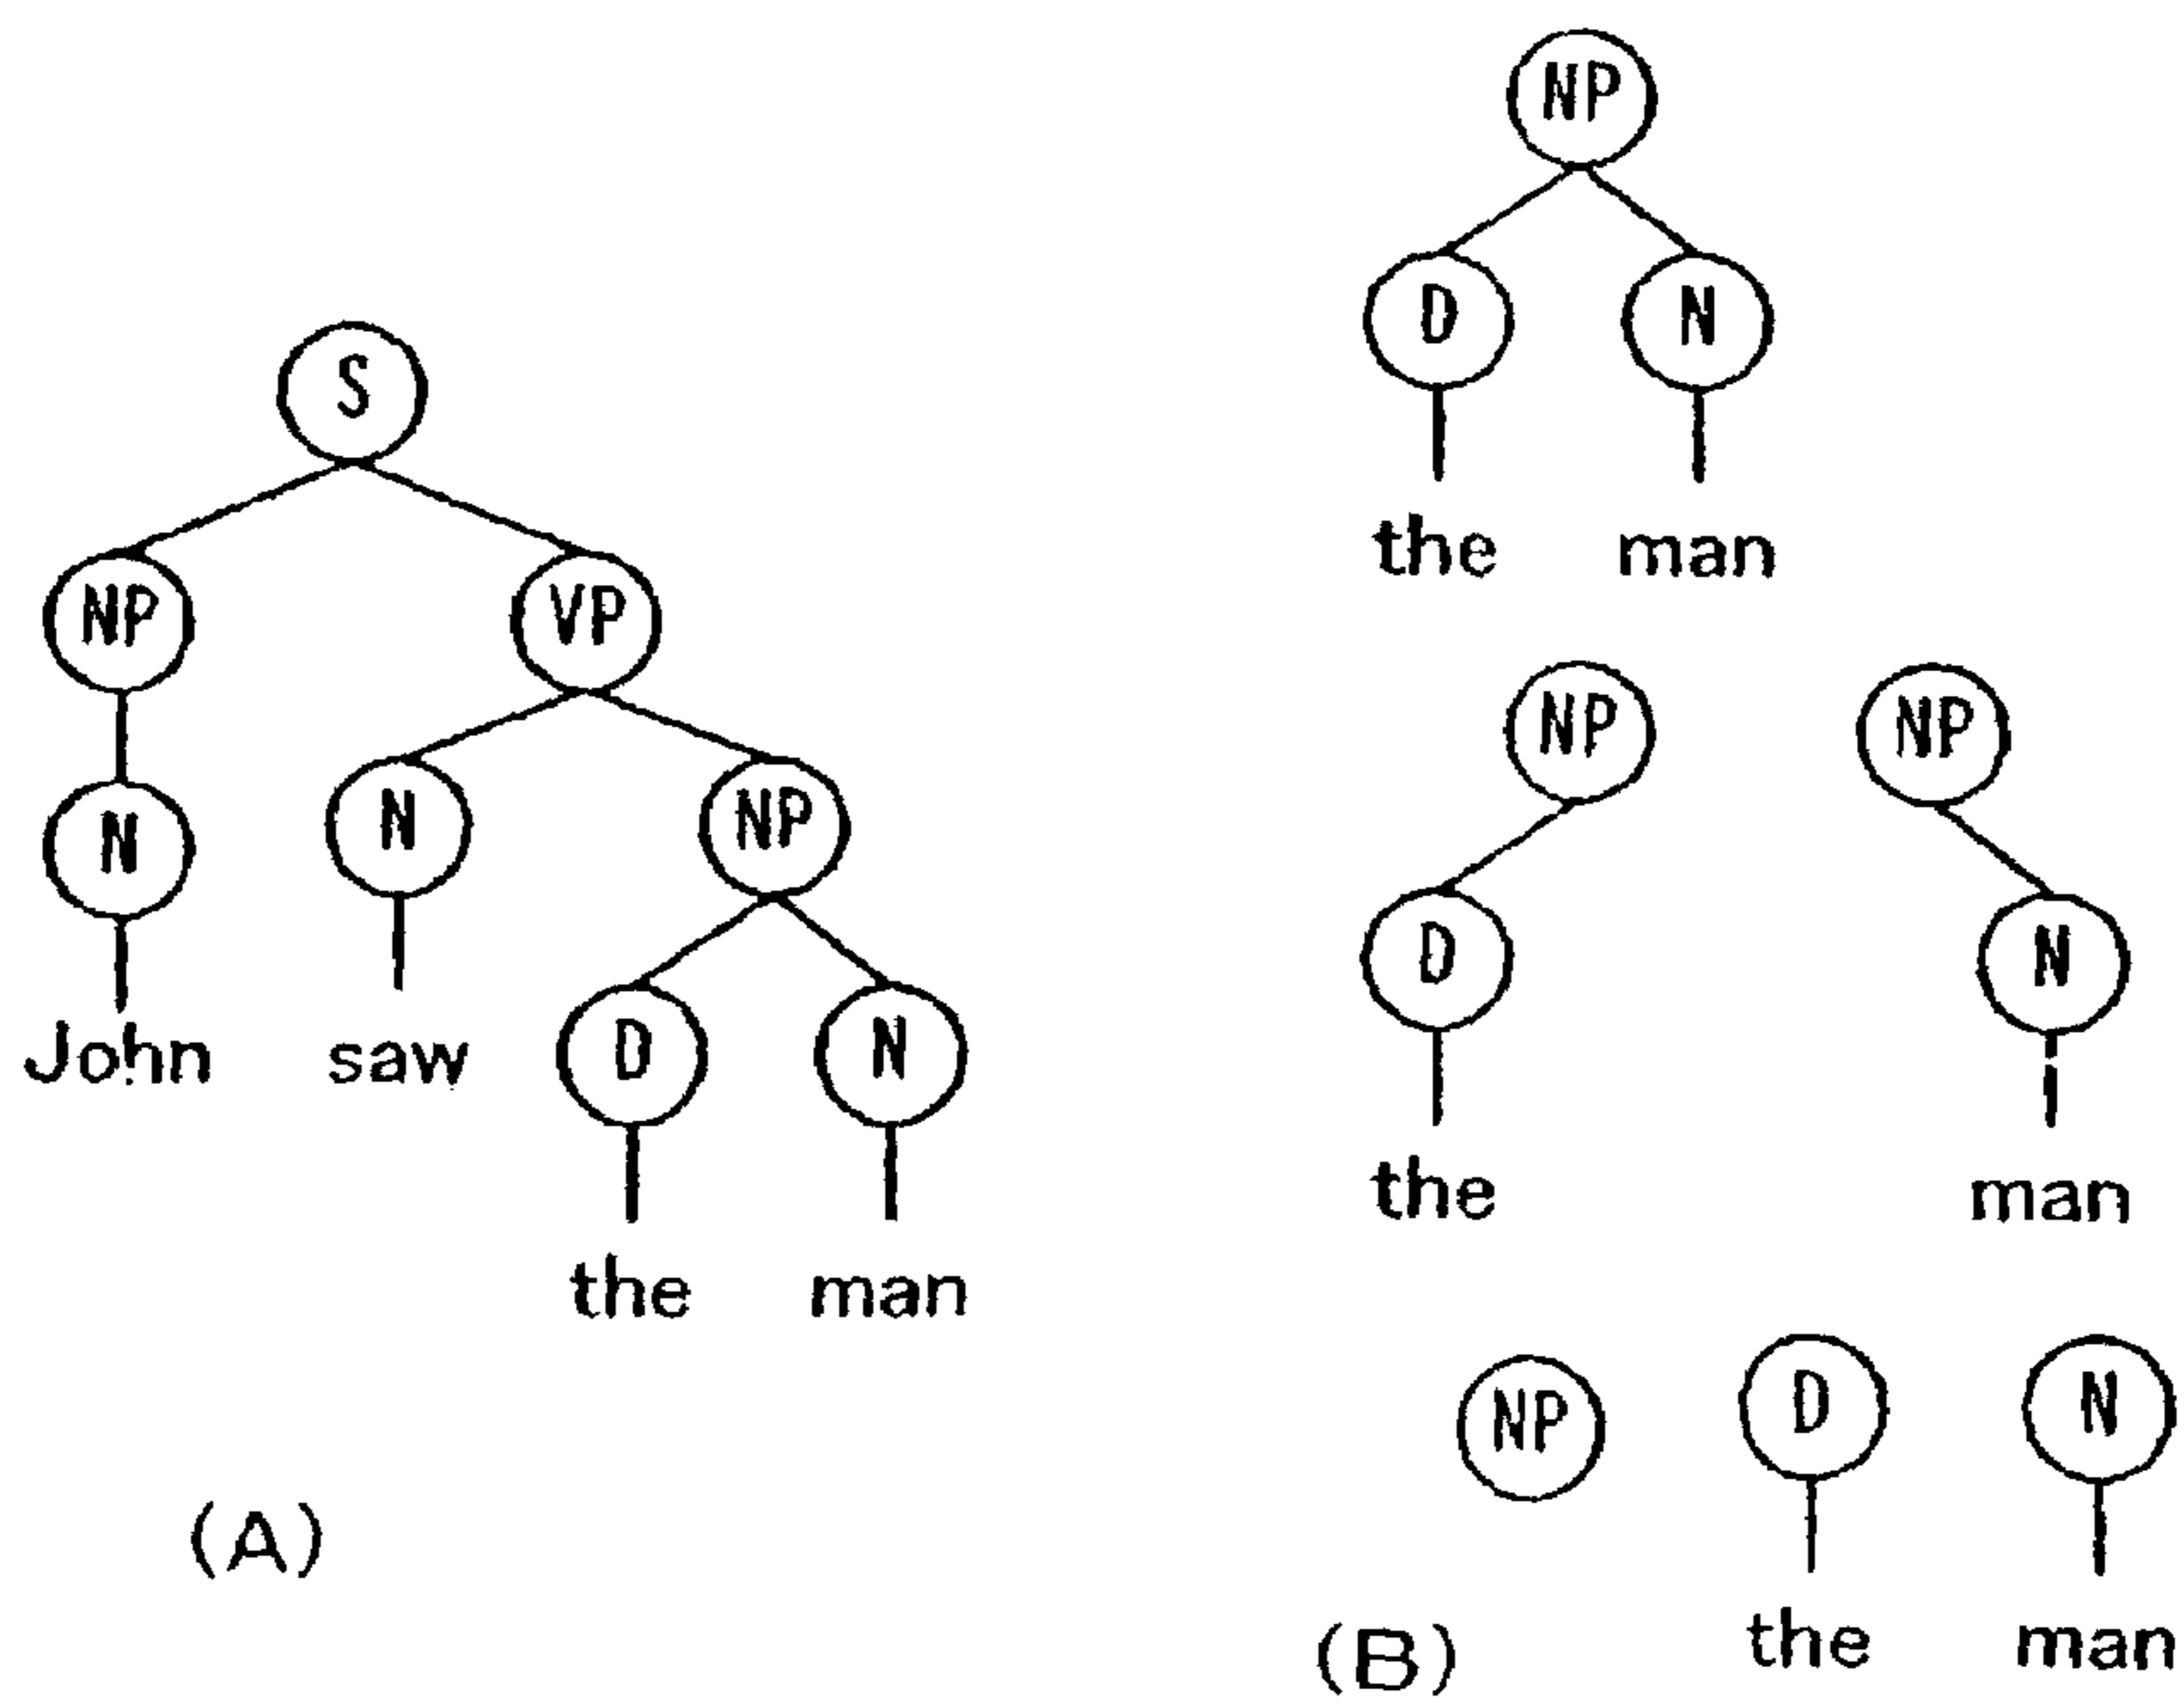 S
NP VP
N N NP
John saw D N
the man
(A)
NP
D N
the man
NP NP
D N
the man
NP D N
the man
(B)